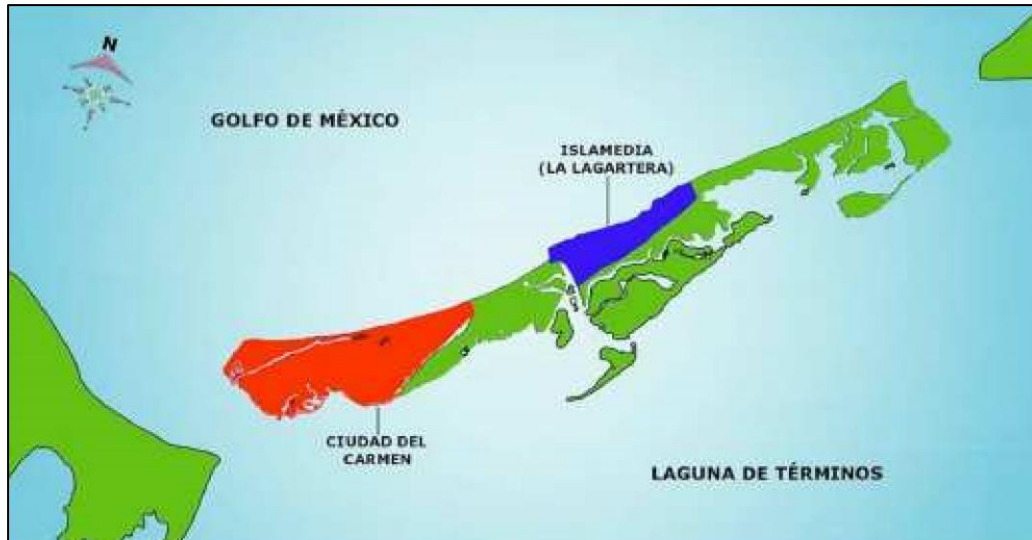 N
GOLFO DE MÉXICO
ISLAMEDIA
(LA LAGARTERA)
CIUDAD DEL
CARMEN
LAGUNA DE TÉRMINOS